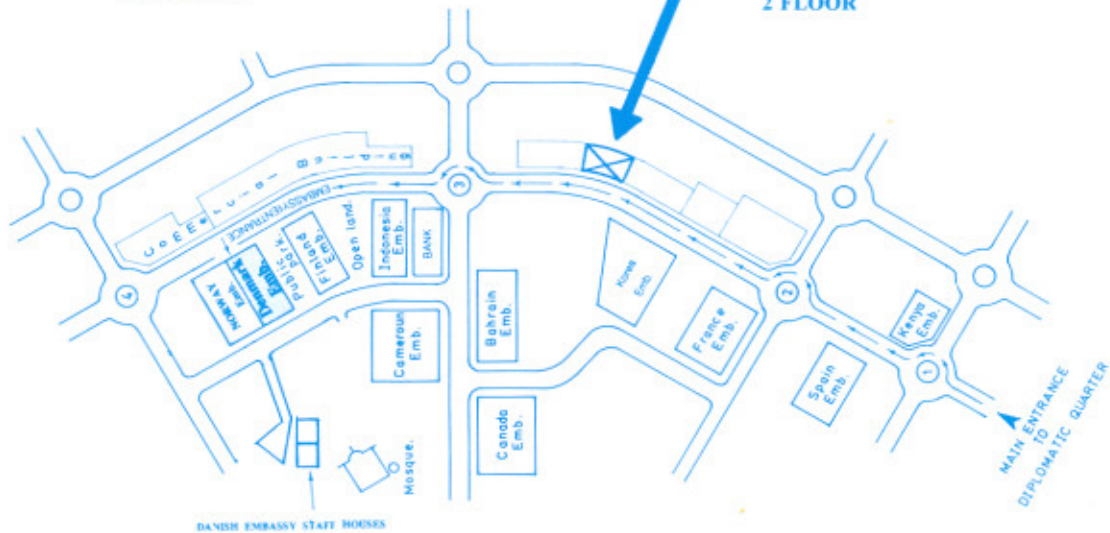 2 FLOOR
Commercial Building
EMBASSY ENTRANCE
3
4
NORWAY
Emb.
Denmark
Emb.
Public park
Finland
Emb.
Open land.
Indonesia
Emb.
BANK
Korea
Emb.
2
Kenya
Emb.
1
Bahrain
Emb.
France
Emb.
Cameroun
Emb.
Spain
Emb.
Canada
Emb.
MAIN ENTRANCE
TO
DIPLOMATIC QUARTER
Mosque.
DANISH EMBASSY STAFF HOUSES